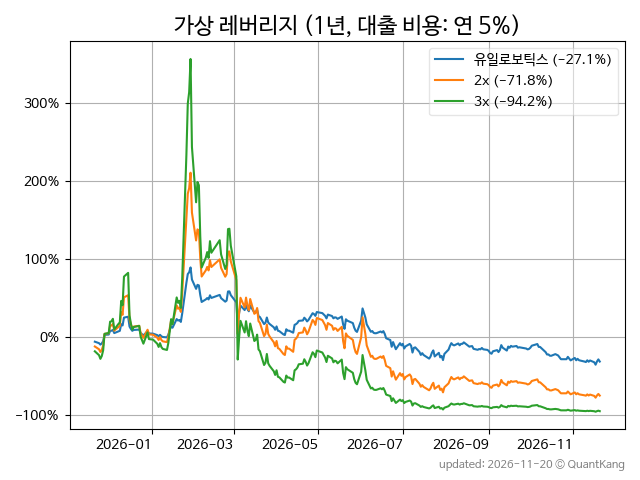 가상 레버리지 (1년, 대출 비용: 연 5%)
유일로보틱스 (-27.1%)
2x (-71.8%)
3x (-94.2%)
300%
200%
100%
0%
-100%
2026-01 2026-03 2026-05 2026-07 2026-09 2026-11
updated: 2026-11-20 © QuantKang